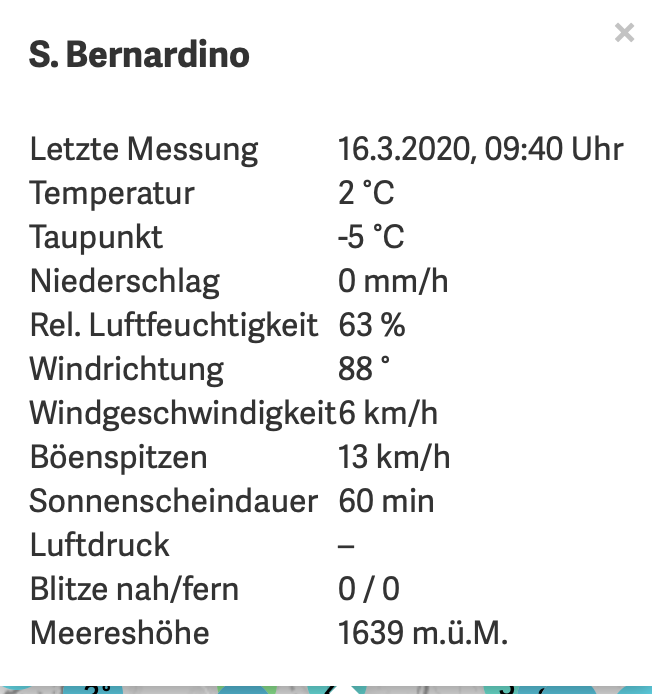 S. Bernardino
×
Letzte Messung 16.3.2020, 09:40 Uhr
Temperatur 2 °C
Taupunkt -5 °C
Niederschlag 0 mm/h
Rel. Luftfeuchtigkeit 63 %
Windrichtung 88 °
Windgeschwindigkeit 6 km/h
Böenspitzen 13 km/h
Sonnenscheindauer 60 min
Luftdruck –
Blitze nah/fern 0 / 0
Meereshöhe 1639 m.ü.M.